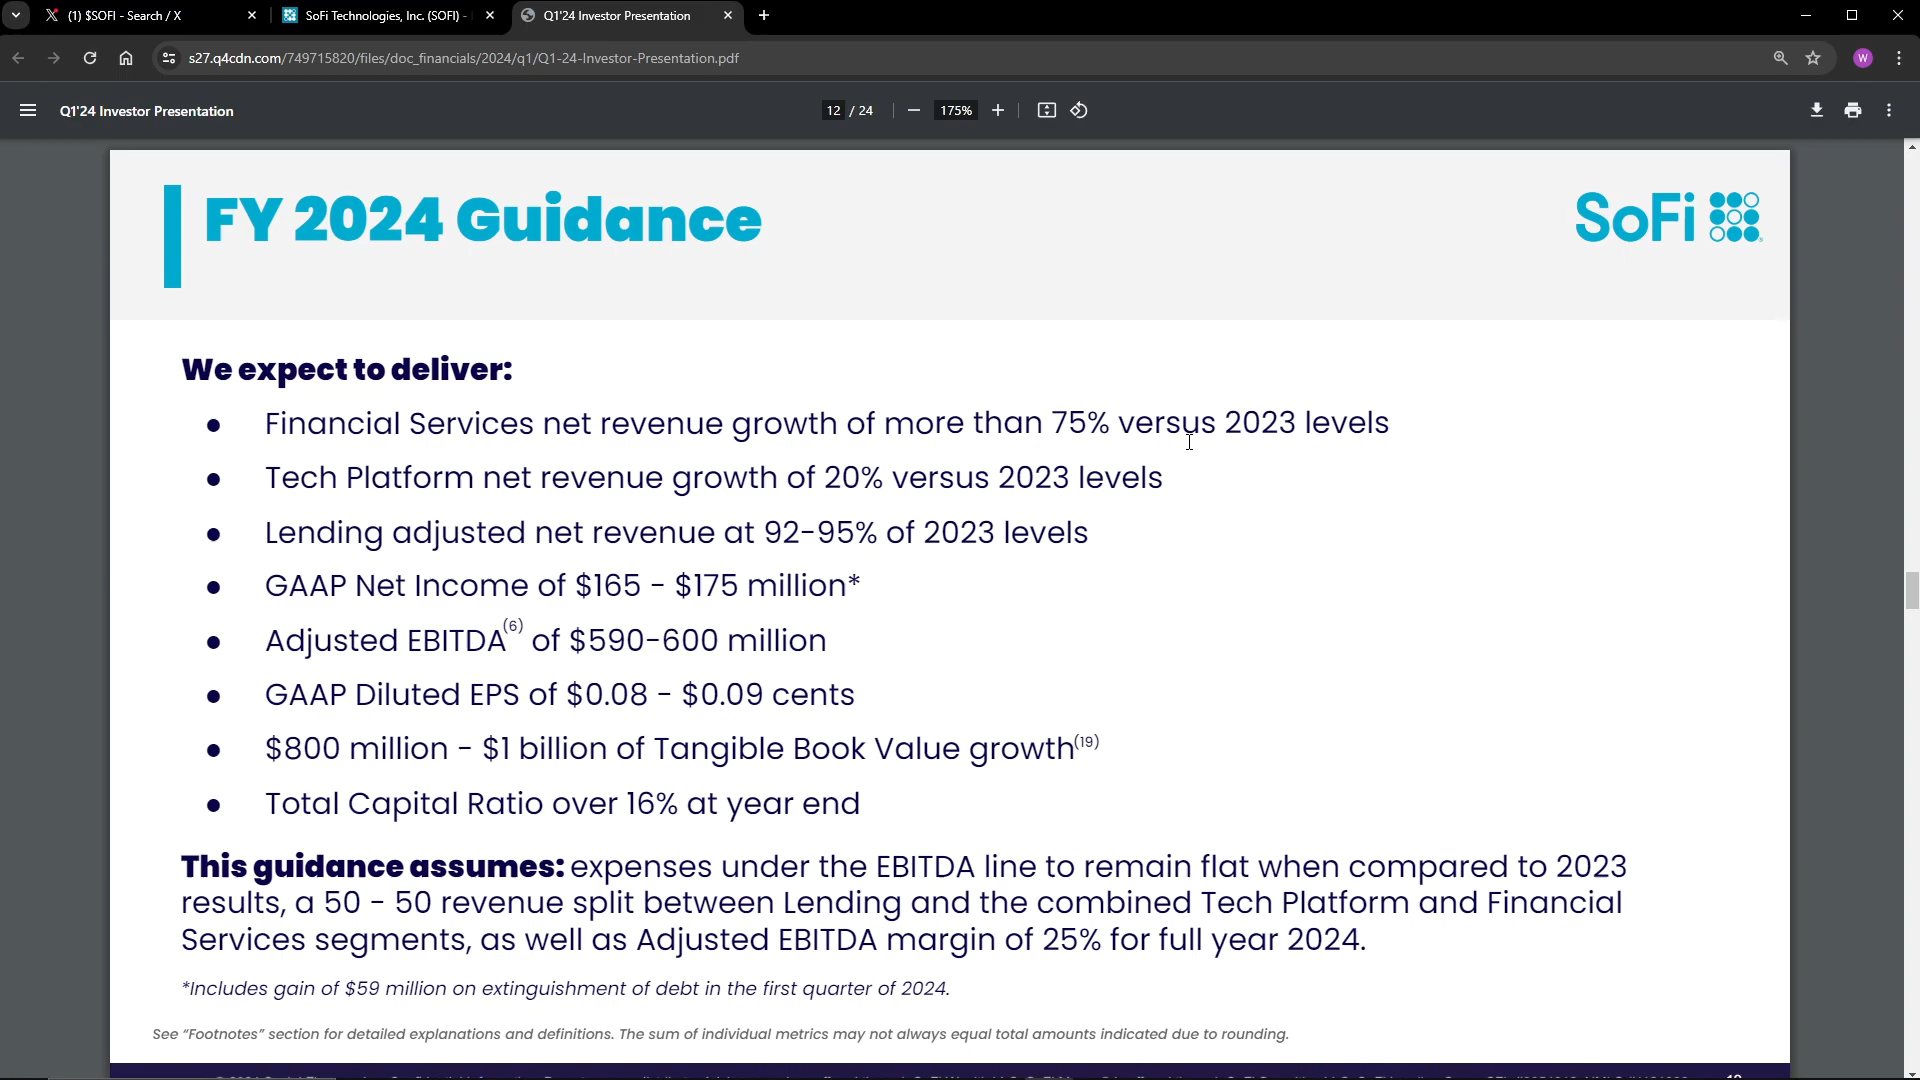 (1) $SOFI - Search / X
SoFi Technologies, Inc. (SOFI) -
Q1'24 Investor Presentation
s27.q4cdn.com/749715820/files/doc_financials/2024/q1/Q1-24-Investor-Presentation.pdf
W
Q1'24 Investor Presentation
12 / 24
175%
FY 2024 Guidance
SoFi
We expect to deliver:
● Financial Services net revenue growth of more than 75% versus 2023 levels
● Tech Platform net revenue growth of 20% versus 2023 levels
● Lending adjusted net revenue at 92-95% of 2023 levels
● GAAP Net Income of $165 - $175 million*
● Adjusted EBITDA(6) of $590-600 million
● GAAP Diluted EPS of $0.08 - $0.09 cents
● $800 million - $1 billion of Tangible Book Value growth(19)
● Total Capital Ratio over 16% at year end
This guidance assumes: expenses under the EBITDA line to remain flat when compared to 2023
results, a 50 - 50 revenue split between Lending and the combined Tech Platform and Financial
Services segments, as well as Adjusted EBITDA margin of 25% for full year 2024.
*Includes gain of $59 million on extinguishment of debt in the first quarter of 2024.
See “Footnotes” section for detailed explanations and definitions. The sum of individual metrics may not always equal total amounts indicated due to rounding.